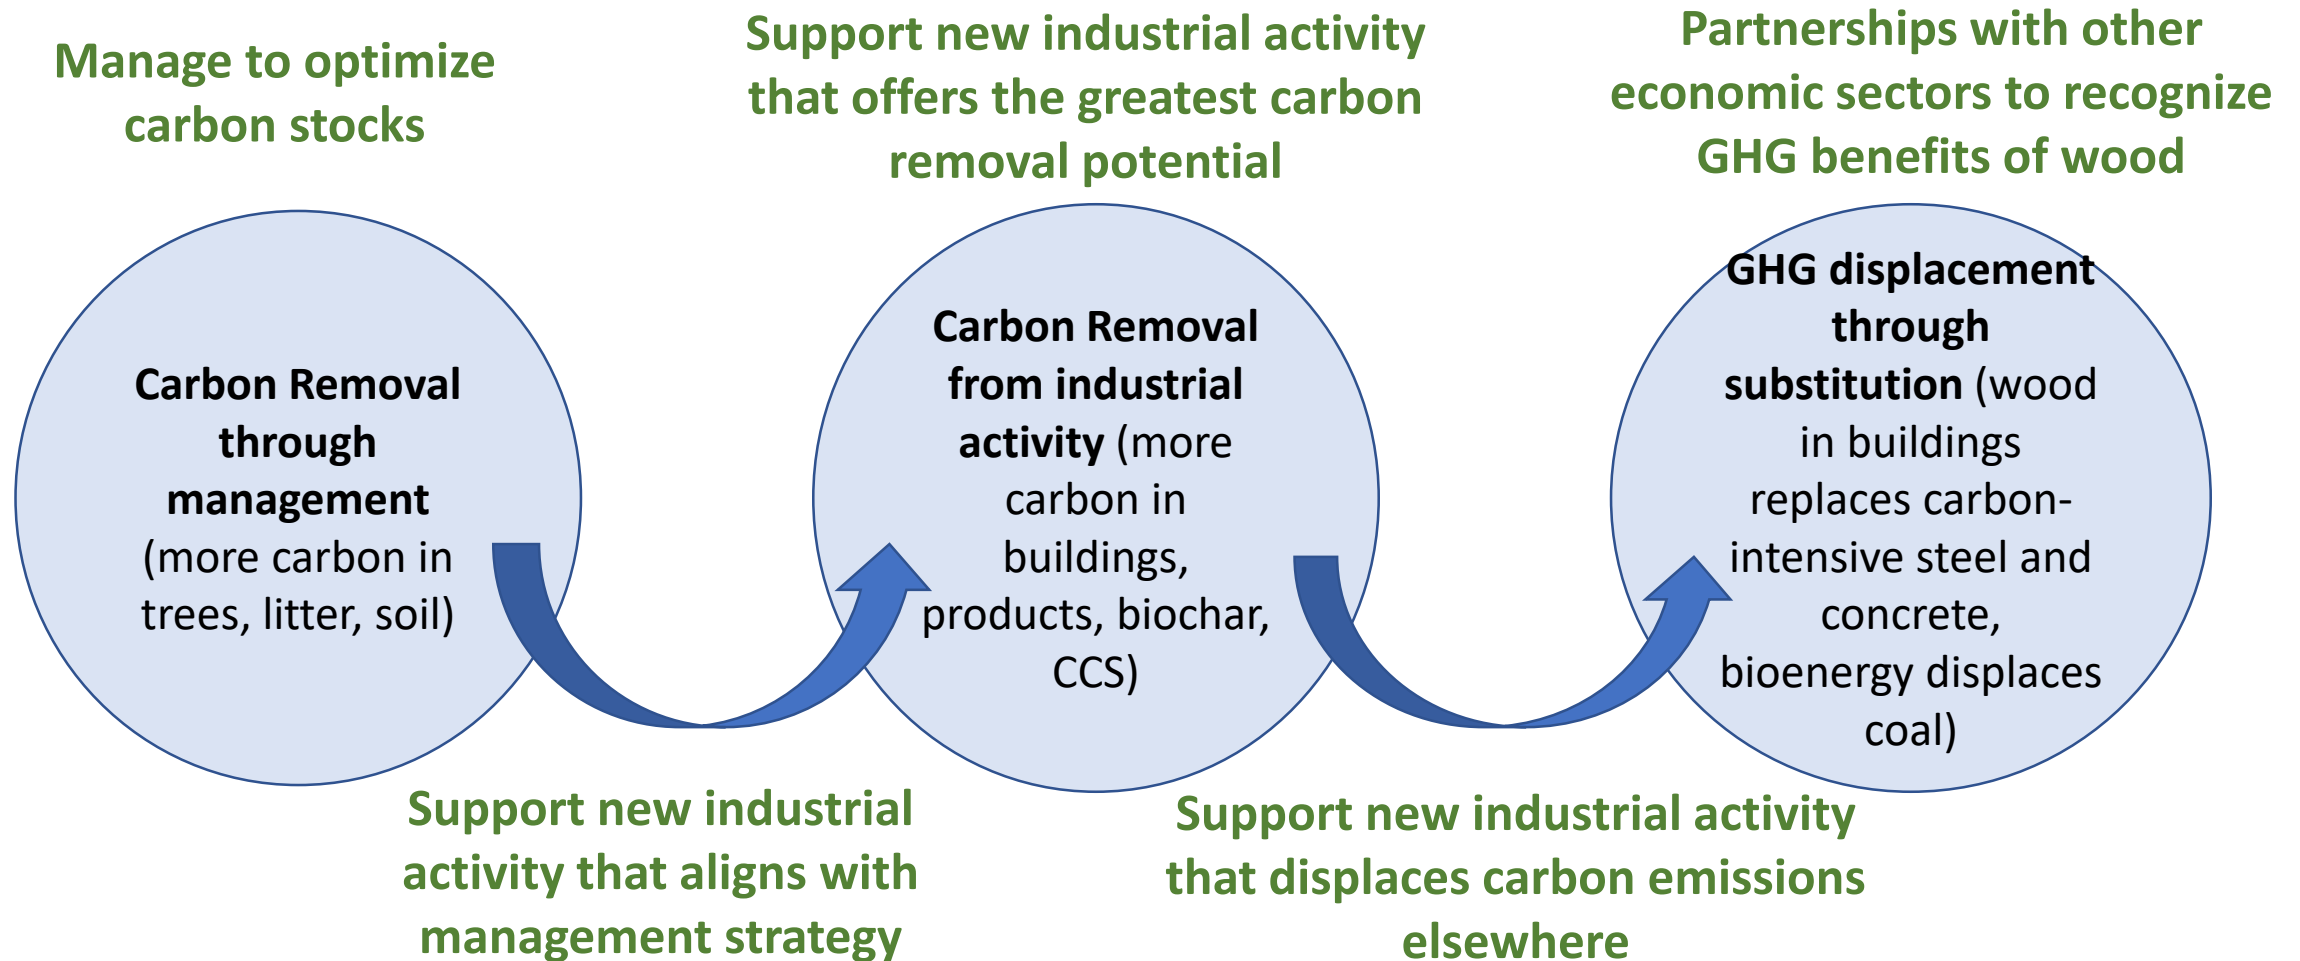 Manage to optimize
carbon stocks
Support new industrial activity
that offers the greatest carbon
removal potential
Partnerships with other
economic sectors to recognize
GHG benefits of wood
Carbon Removal
through
management
(more carbon in
trees, litter, soil)
Carbon Removal
from industrial
activity (more
carbon in
buildings,
products, biochar,
CCS)
GHG displacement
through
substitution (wood
in buildings
replaces carbon-
intensive steel and
concrete,
bioenergy displaces
coal)
Support new industrial
activity that aligns with
management strategy
Support new industrial activity
that displaces carbon emissions
elsewhere